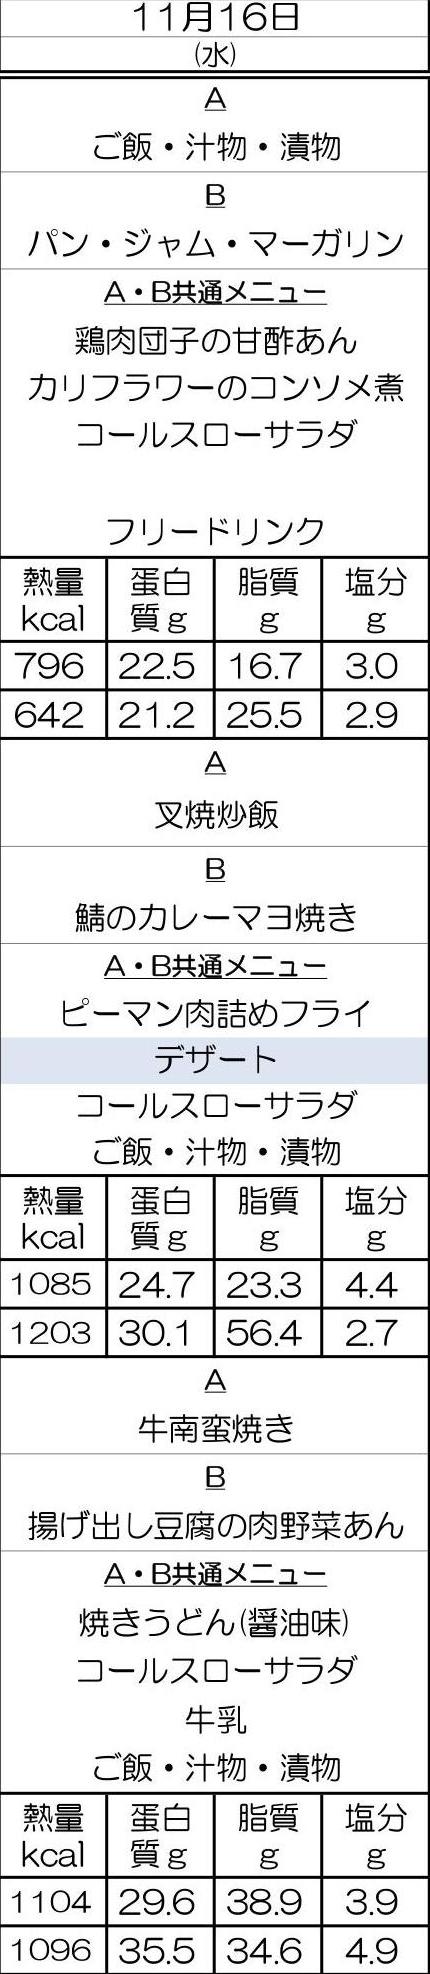 11月16日
(水)
A
ご飯・汁物・漬物
B
パン・ジャム・マーガリン
A・B共通メニュー
鶏肉団子の甘酢あん
カリフラワーのコンソメ煮
コールスローサラダ
フリードリンク
熱量 蛋白 脂質 塩分
kcal 質g g g
796 22.5 16.7 3.0
642 21.2 25.5 2.9
A
叉焼炒飯
B
鯖のカレーマヨ焼き
A・B共通メニュー
ピーマン肉詰めフライ
デザート
コールスローサラダ
ご飯・汁物・漬物
熱量 蛋白 脂質 塩分
kcal 質g g g
1085 24.7 23.3 4.4
1203 30.1 56.4 2.7
A
牛南蛮焼き
B
揚げ出し豆腐の肉野菜あん
A・B共通メニュー
焼きうどん(醤油味)
コールスローサラダ
牛乳
ご飯・汁物・漬物
熱量 蛋白 脂質 塩分
kcal 質g g g
1104 29.6 38.9 3.9
1096 35.5 34.6 4.9